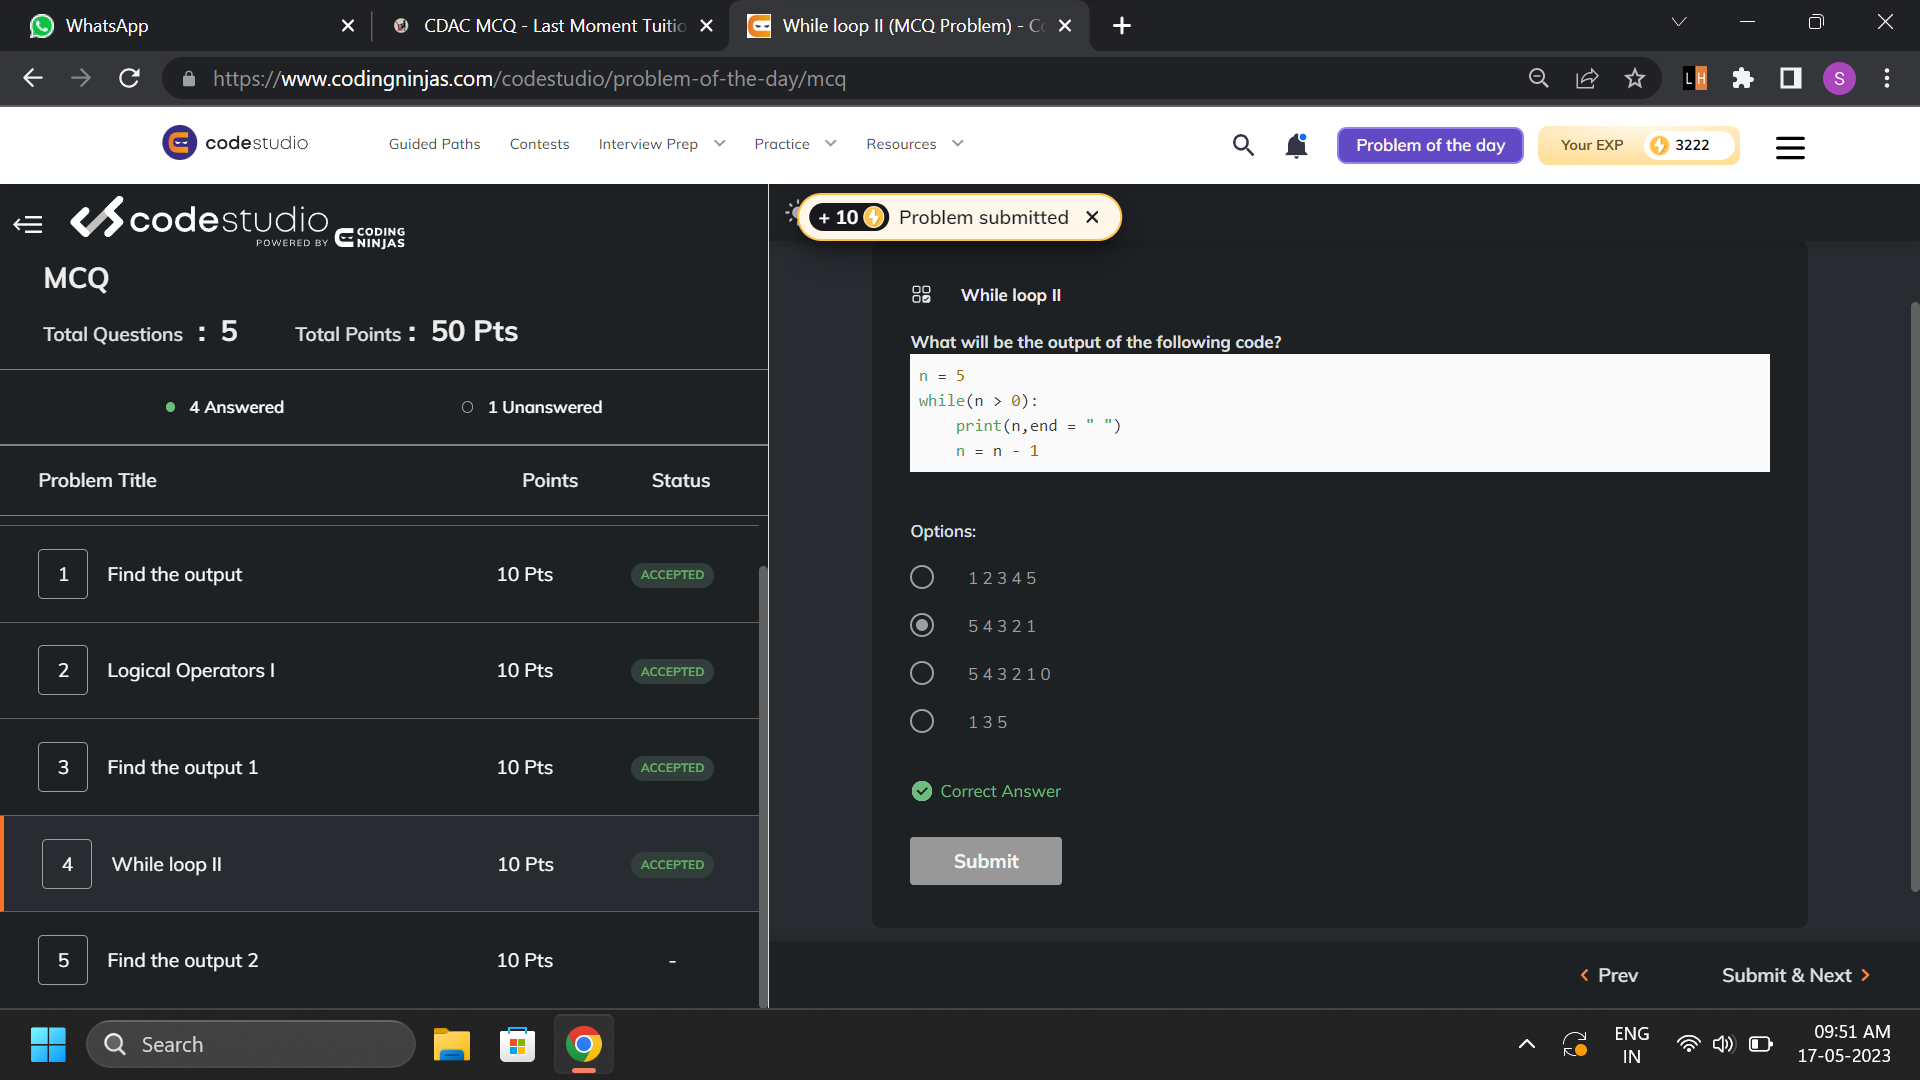 WhatsApp
CDAC MCQ - Last Moment Tuitio
While loop II (MCQ Problem) - Co
https://www.codingninjas.com/codestudio/problem-of-the-day/mcq
LH
S
codestudio
Guided Paths
Contests
Interview Prep
Practice
Resources
Problem of the day
Your EXP
3222
codestudio
POWERED BY CODING NINJAS
+ 10 Problem submitted
MCQ
Total Questions : 5
Total Points : 50 Pts
4 Answered
1 Unanswered
Problem Title
Points
Status
1 Find the output 10 Pts ACCEPTED
2 Logical Operators I 10 Pts ACCEPTED
3 Find the output 1 10 Pts ACCEPTED
4 While loop II 10 Pts ACCEPTED
5 Find the output 2 10 Pts -
While loop II
What will be the output of the following code?
n = 5
while(n > 0):
    print(n,end = " ")
    n = n - 1
Options:
1 2 3 4 5
5 4 3 2 1
5 4 3 2 1 0
1 3 5
Correct Answer
Submit
Prev
Submit & Next
Search
ENG
IN
09:51 AM
17-05-2023